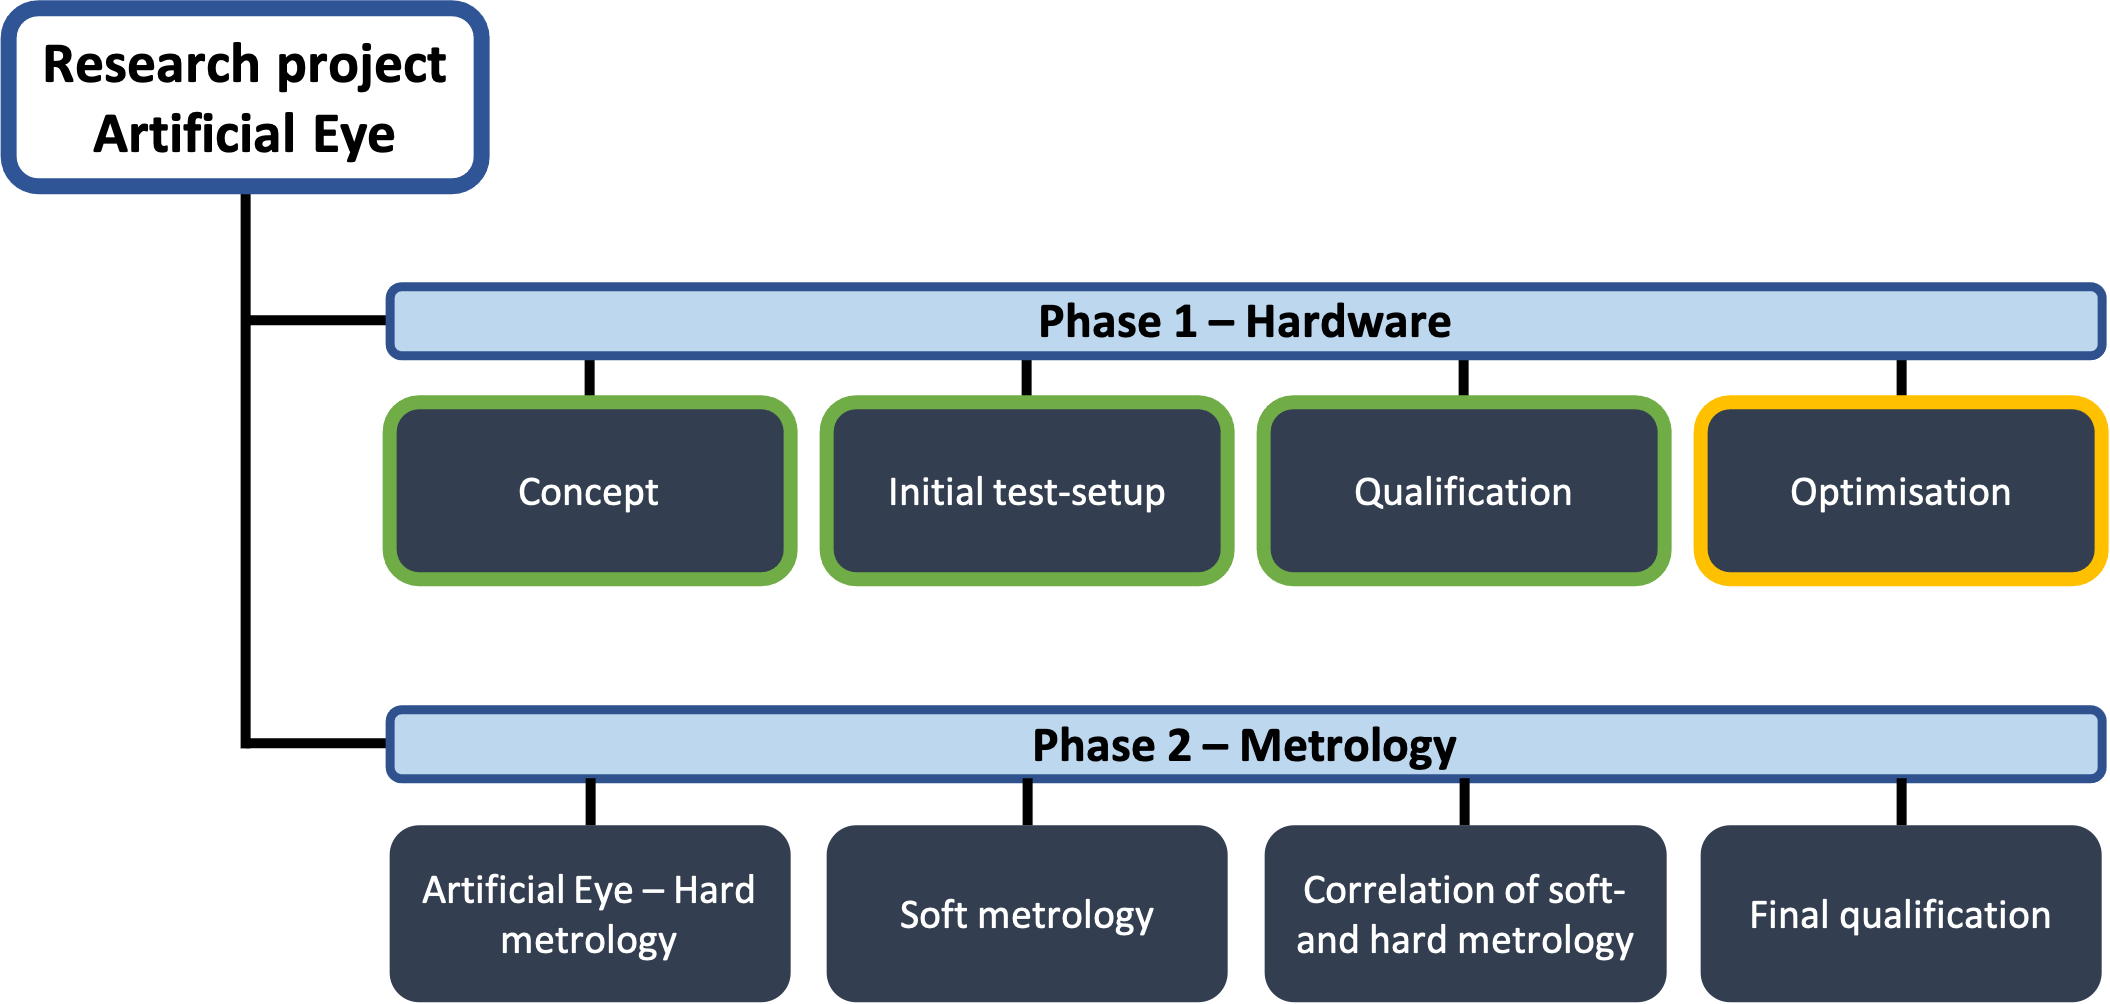 Research project
Artificial Eye
Phase 1 – Hardware
Concept
Initial test-setup
Qualification
Optimisation
Phase 2 – Metrology
Artificial Eye – Hard
metrology
Soft metrology
Correlation of soft-
and hard metrology
Final qualification